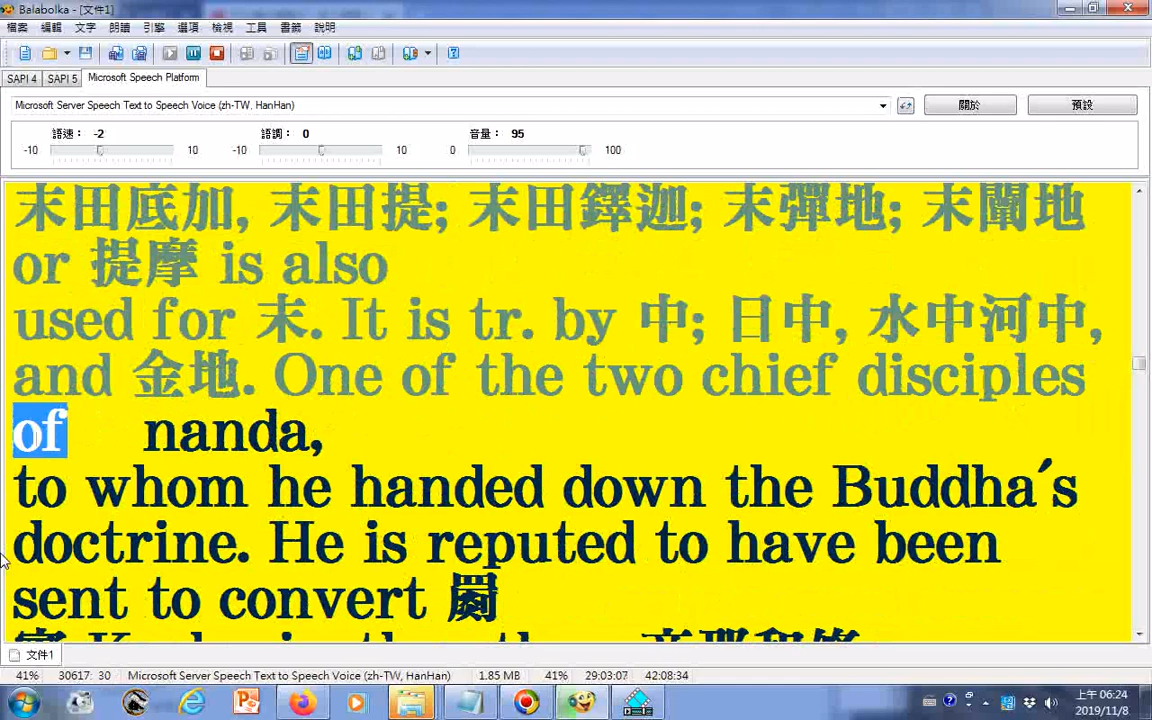 Balabolka - [文件1]
檔案 編輯 文字 朗讀 引擎 選項 檢視 工具 書籤 說明
SAPI 4 SAPI 5 Microsoft Speech Platform
Microsoft Server Speech Text to Speech Voice (zh-TW, HanHan) 關於 預設
語速： -2 語調： 0 音量： 95
-10 10 -10 10 0 100
末田底加, 末田提; 末田鐸迦; 末彈地; 末闡地
or 提摩 is also
used for 末. It is tr. by 中; 日中, 水中河中,
and 金地. One of the two chief disciples
of nanda,
to whom he handed down the Buddha's
doctrine. He is reputed to have been
sent to convert 罽
文件1
41% 30617: 30 Microsoft Server Speech Text to Speech Voice (zh-TW, HanHan) 1.85 MB 41% 29:03:07 42:08:34
上午 06:24
2019/11/8